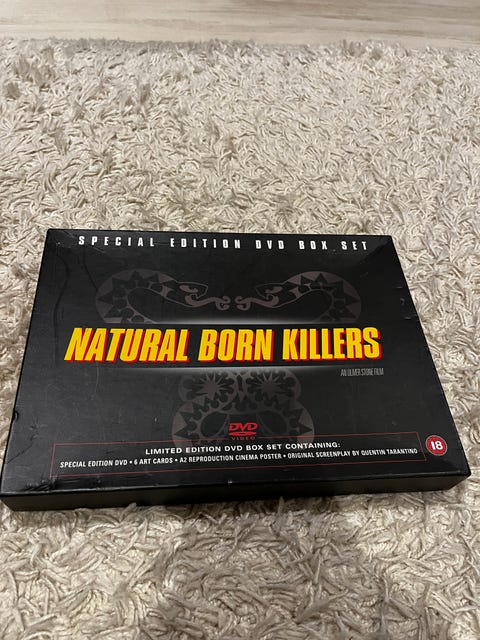 SPECIAL EDITION DVD BOX SET
NATURAL BORN KILLERS
AN OLIVER STONE FILM
DVD
VIDEO
LIMITED EDITION DVD BOX SET CONTAINING:
SPECIAL EDITION DVD • 6 ART CARDS • A2 REPRODUCTION CINEMA POSTER • ORIGINAL SCREENPLAY BY QUENTIN TARANTINO
18